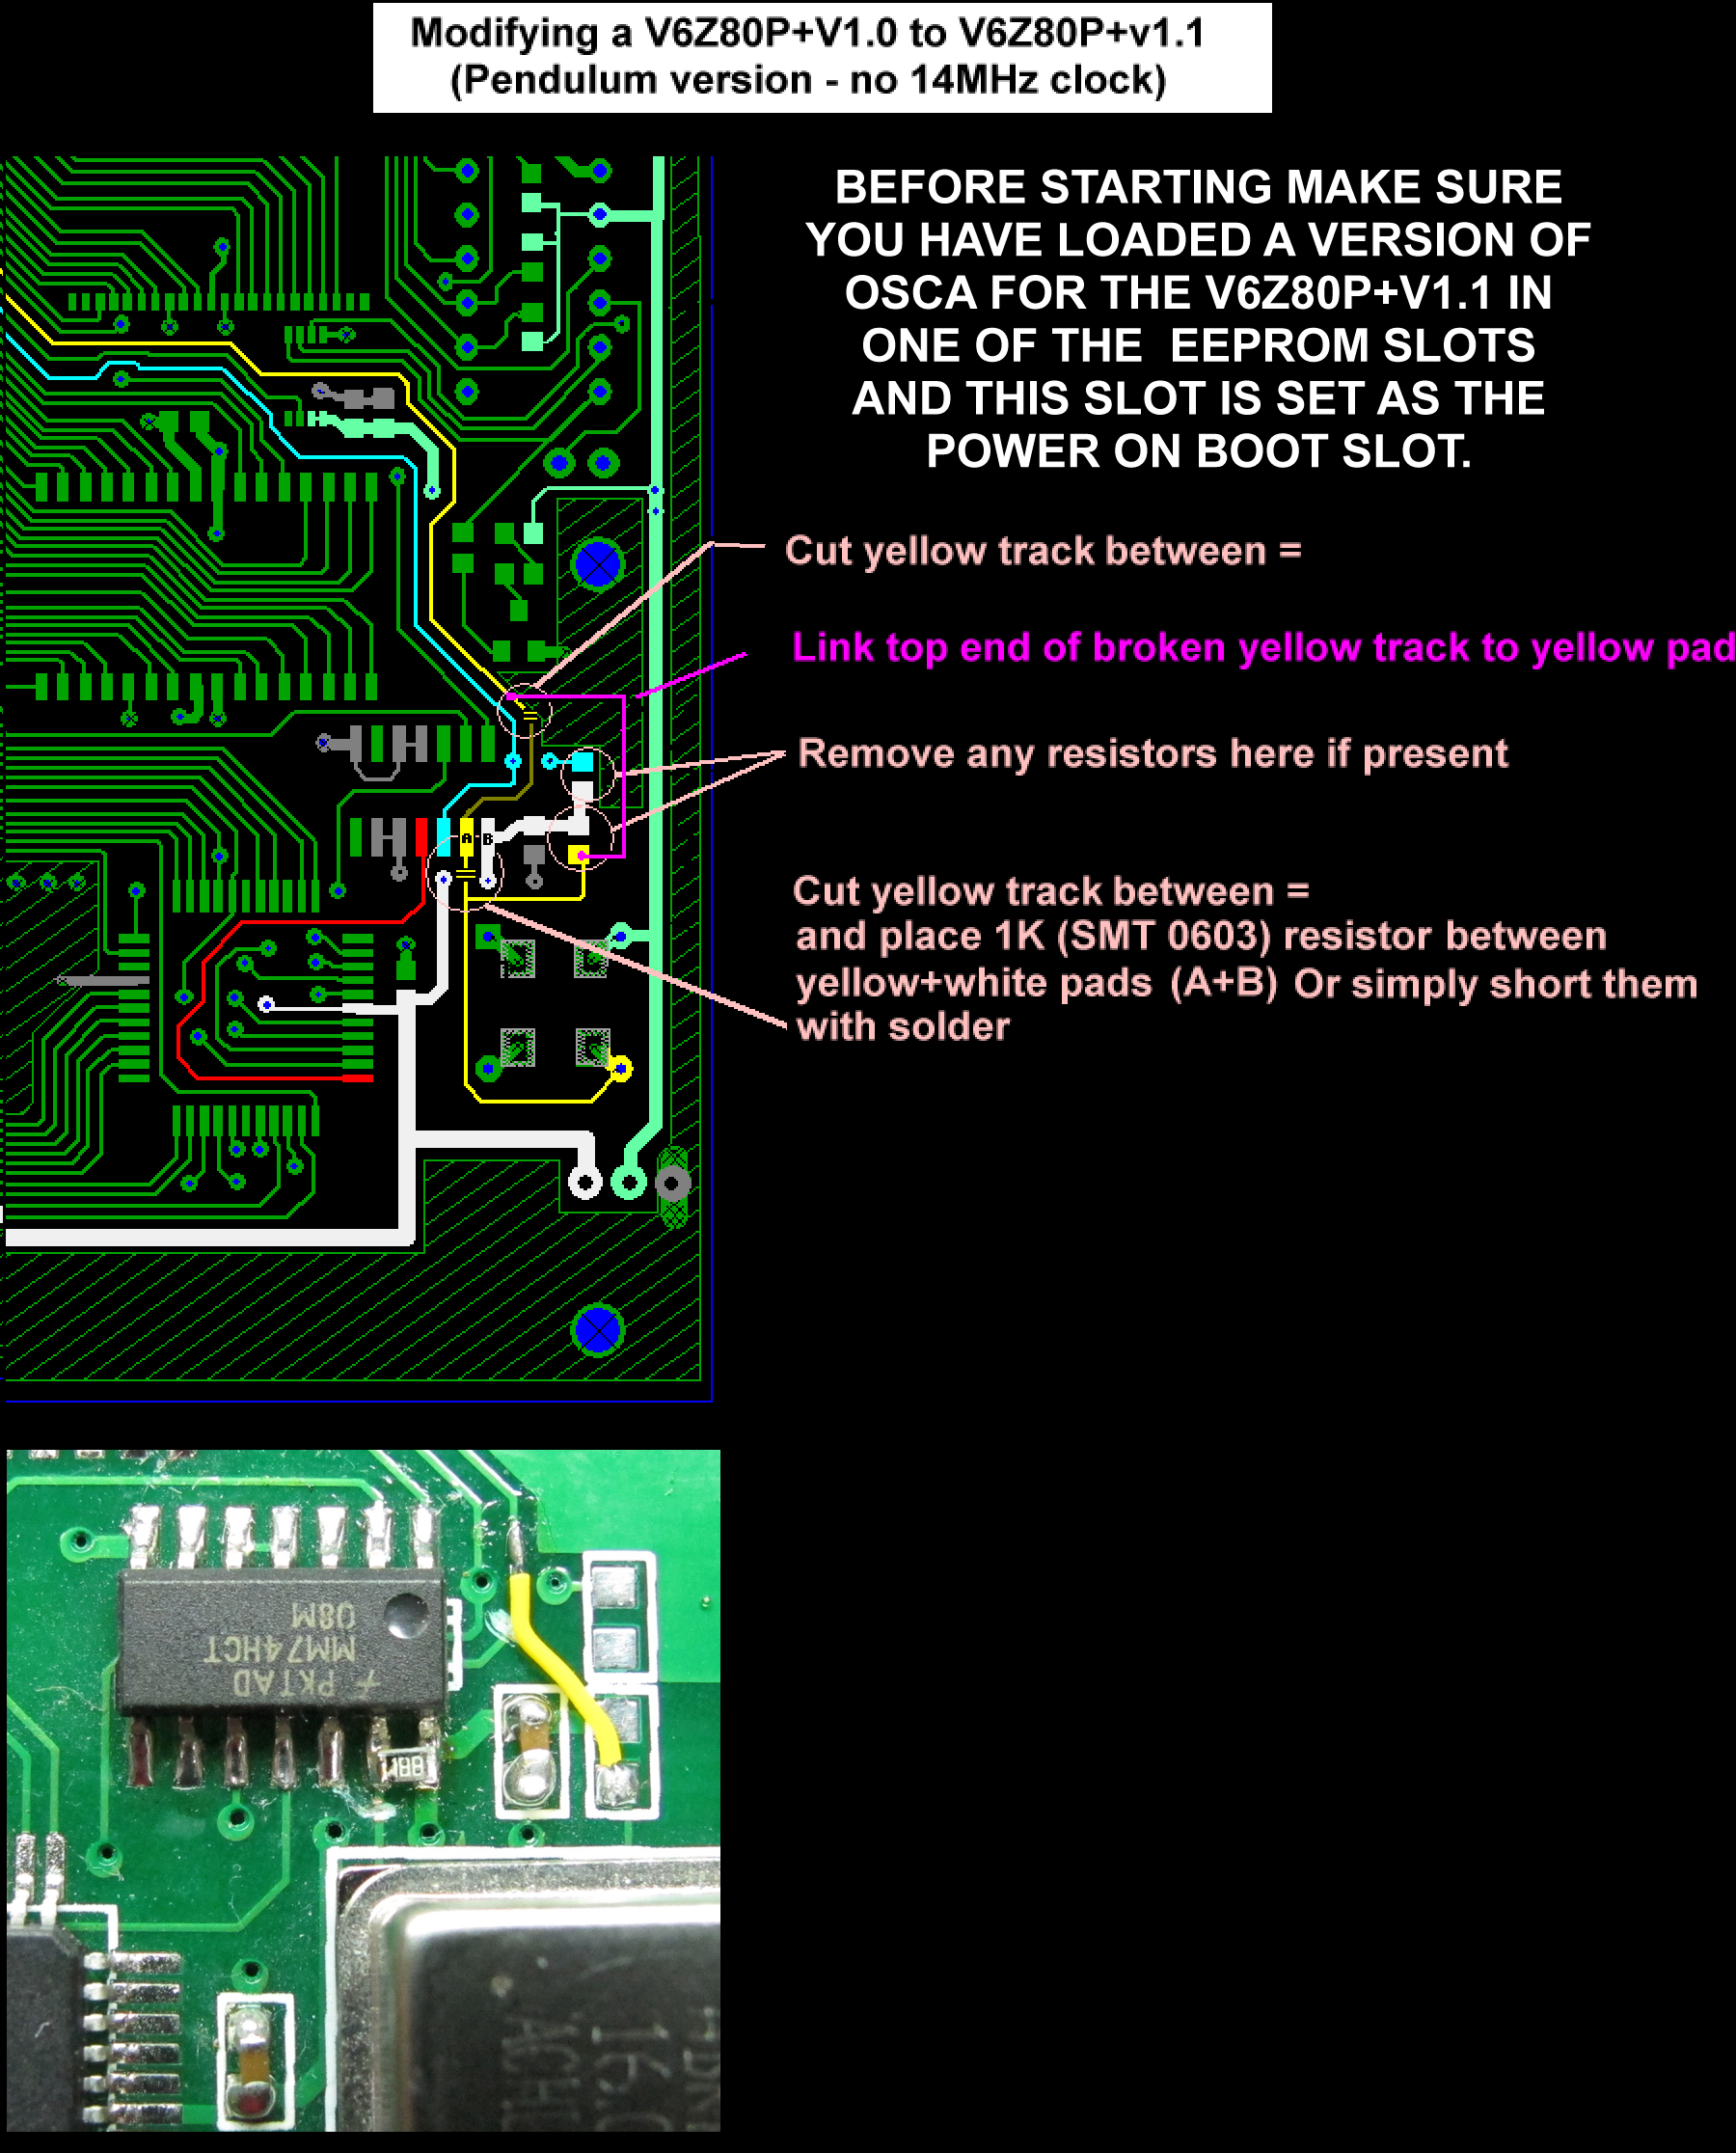 Modifying a V6Z80P+V1.0 to V6Z80P+v1.1
(Pendulum version - no 14MHz clock)
BEFORE STARTING MAKE SURE
YOU HAVE LOADED A VERSION OF
OSCA FOR THE V6Z80P+V1.1 IN
ONE OF THE EEPROM SLOTS
AND THIS SLOT IS SET AS THE
POWER ON BOOT SLOT.
Cut yellow track between =
Link top end of broken yellow track to yellow pad
Remove any resistors here if present
A B
Cut yellow track between =
and place 1K (SMT 0603) resistor between
yellow+white pads (A+B) Or simply short them
with solder
PKTAD
MM74HCT
08M